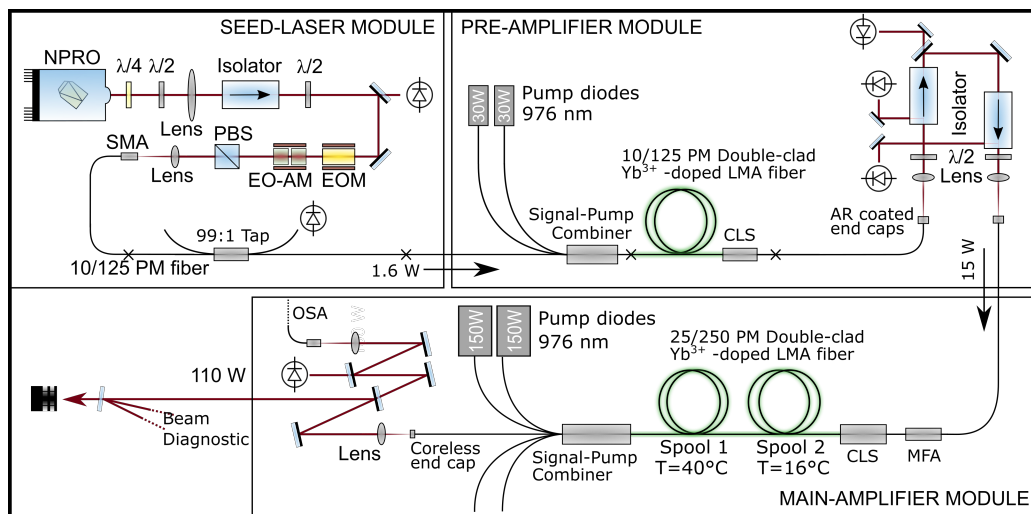 SEED-LASER MODULE
NPRO
λ/4
λ/2
Isolator
λ/2
Lens
SMA
PBS
Lens
EO-AM
EOM
99:1 Tap
10/125 PM fiber
1.6 W
PRE-AMPLIFIER MODULE
30W
30W
Pump diodes
976 nm
10/125 PM Double-clad
Yb³⁺ -doped LMA fiber
Signal-Pump
Combiner
CLS
Isolator
λ/2
Lens
AR coated
end caps
15 W
OSA
110 W
Beam
Diagnostic
Lens
Coreless
end cap
150W
150W
Pump diodes
976 nm
25/250 PM Double-clad
Yb³⁺ -doped LMA fiber
Signal-Pump
Combiner
Spool 1
T=40°C
Spool 2
T=16°C
CLS
MFA
MAIN-AMPLIFIER MODULE